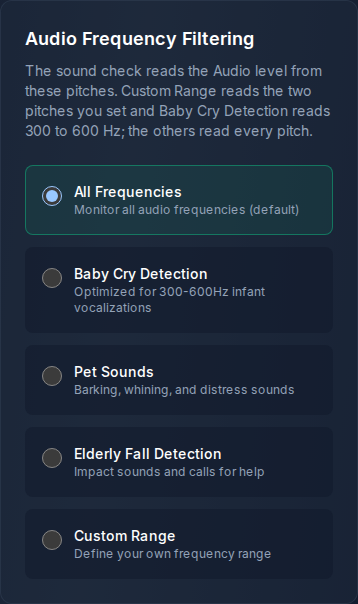 Audio Frequency Filtering
The sound check reads the Audio level from
these pitches. Custom Range reads the two
pitches you set and Baby Cry Detection reads
300 to 600 Hz; the others read every pitch.
All Frequencies
Monitor all audio frequencies (default)
Baby Cry Detection
Optimized for 300-600Hz infant
vocalizations
Pet Sounds
Barking, whining, and distress sounds
Elderly Fall Detection
Impact sounds and calls for help
Custom Range
Define your own frequency range